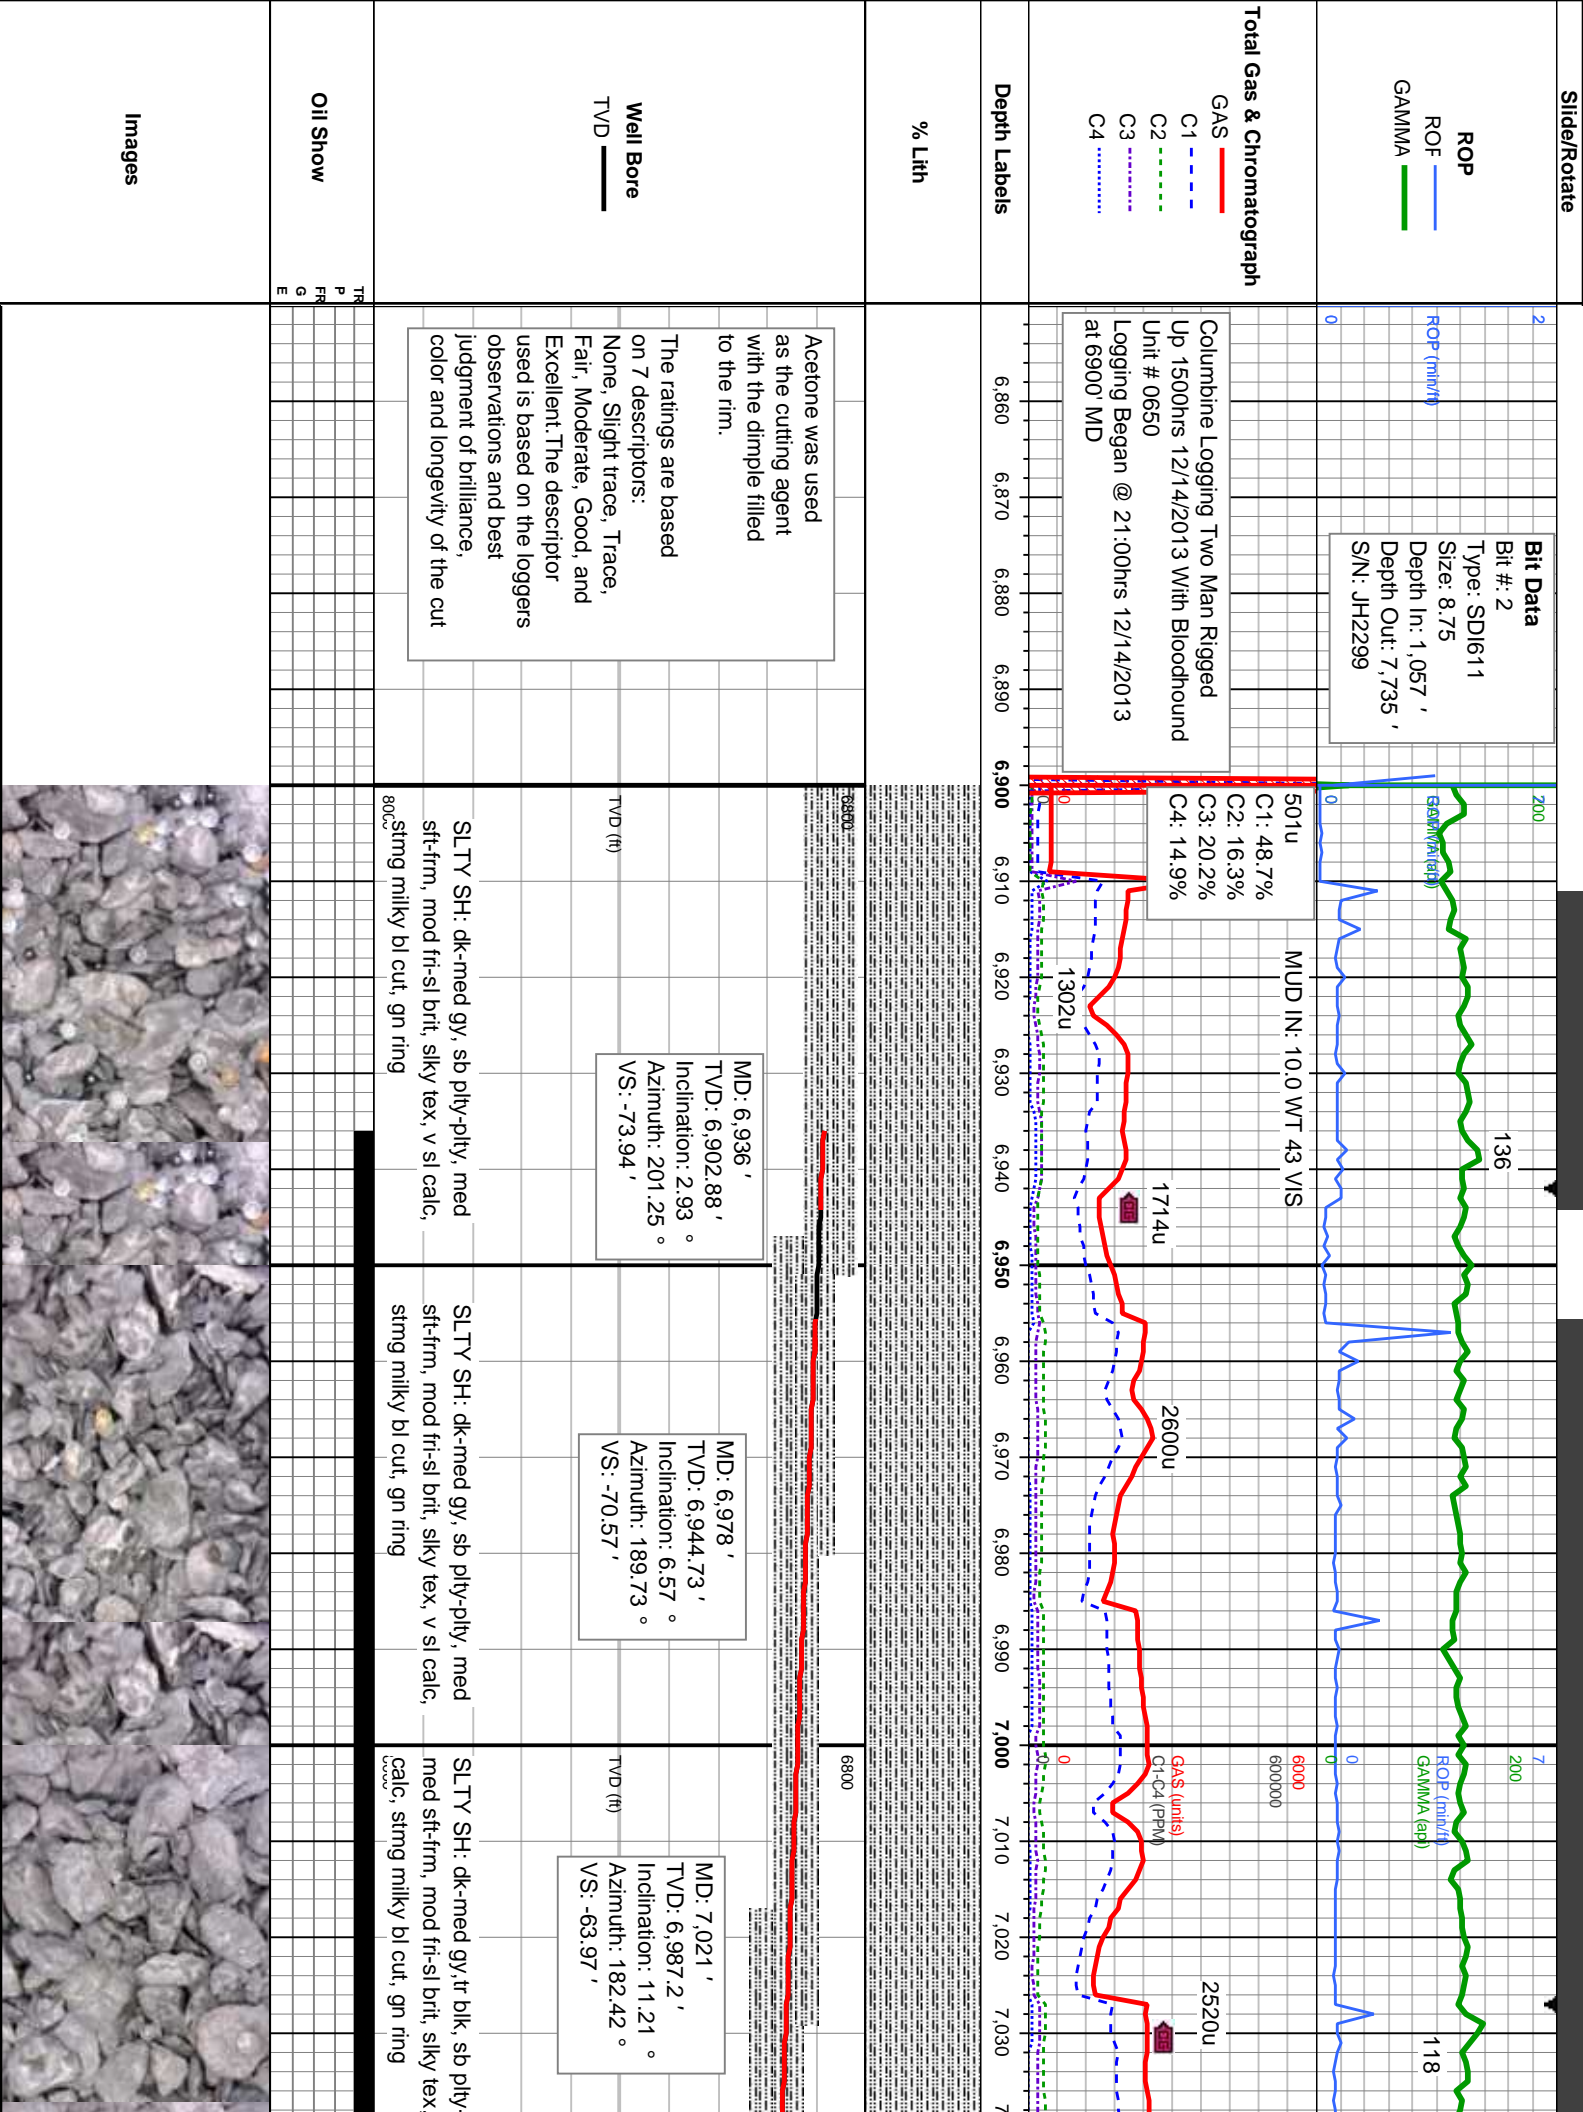 Slide/Rotate
ROP
ROP
GAMMA
Total Gas & Chromatograph
GAS
C1
C2
C3
C4
Depth Labels
% Lith
Well Bore
TVD
Oil Show
TR
P
FR
G
E
Images
2
ROP (min/ft)
0
Bit Data
Bit #: 2
Type: SDI611
Size: 8.75
Depth In: 1,057 '
Depth Out: 7,735 '
S/N: JH2299
200
0
136
118
7
200
ROP (min/ft)
GAMMA (api)
0
0
Columbine Logging Two Man Rigged
Up 1500hrs 12/14/2013 With Bloodhound
Unit # 0650
Logging Began @ 21:00hrs 12/14/2013
at 6900' MD
501u
C1: 48.7%
C2: 16.3%
C3: 20.2%
C4: 14.9%
MUD IN: 10.0 WT 43 VIS
1302u
1714u
2600u
2520u
6000
600000
GAS (units)
C1-C4 (PPM)
0
0
6,860
6,870
6,880
6,890
6,900
6,910
6,920
6,930
6,940
6,950
6,960
6,970
6,980
6,990
7,000
7,010
7,020
7,030
Acetone was used
as the cutting agent
with the dimple filled
to the rim.
The ratings are based
on 7 descriptors:
None, Slight trace, Trace,
Fair, Moderate, Good, and
Excellent.The descriptor
used is based on the loggers
observations and best
judgment of brilliance,
color and longevity of the cut
6800
TVD (ft)
MD: 6,936 '
TVD: 6,902.88 '
Inclination: 2.93 °
Azimuth: 201.25 °
VS: -73.94 '
SLTY SH: dk-med gy, sb plty-plty, med
sft-frm, mod fri-sl brit, slky tex, v sl calc,
stmg milky bl cut, gn ring
MD: 6,978 '
TVD: 6,944.73 '
Inclination: 6.57 °
Azimuth: 189.73 °
VS: -70.57 '
SLTY SH: dk-med gy, sb plty-plty, med
sft-frm, mod fri-sl brit, slky tex, v sl calc,
stmg milky bl cut, gn ring
6800
TVD (ft)
MD: 7,021 '
TVD: 6,987.2 '
Inclination: 11.21 °
Azimuth: 182.42 °
VS: -63.97 '
SLTY SH: dk-med gy,tr blk, sb plty-
med sft-frm, mod fri-sl brit, slky tex,
calc, stmg milky bl cut, gn ring